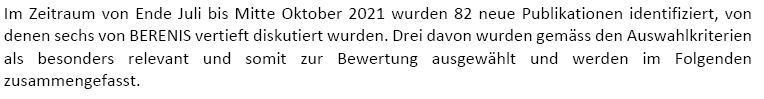 Im Zeitraum von Ende Juli bis Mitte Oktober 2021 wurden 82 neue Publikationen identifiziert, von
denen sechs von BERENIS vertieft diskutiert wurden. Drei davon wurden gemäss den Auswahlkriterien
als besonders relevant und somit zur Bewertung ausgewählt und werden im Folgenden
zusammengefasst.